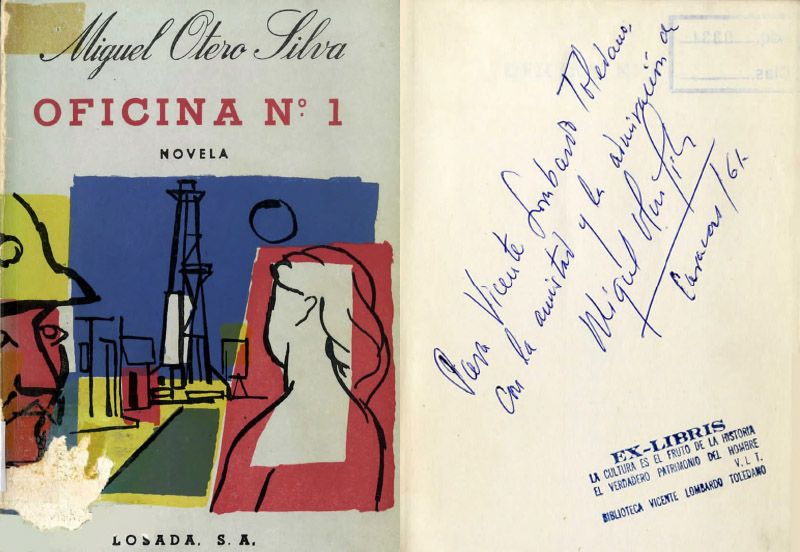 Miguel Otero Silva
OFICINA Nº 1
NOVELA
LOSADA, S. A.
Para Vicente Lombardo Toledano,
con la amistad y la admiración de
Miguel Otero Silva
Caracas/61.
EX-LIBRIS
LA CULTURA ES EL FRUTO DE LA HISTORIA
EL VERDADERO PATRIMONIO DEL HOMBRE
V. L. T.
BIBLIOTECA VICENTE LOMBARDO TOLEDANO